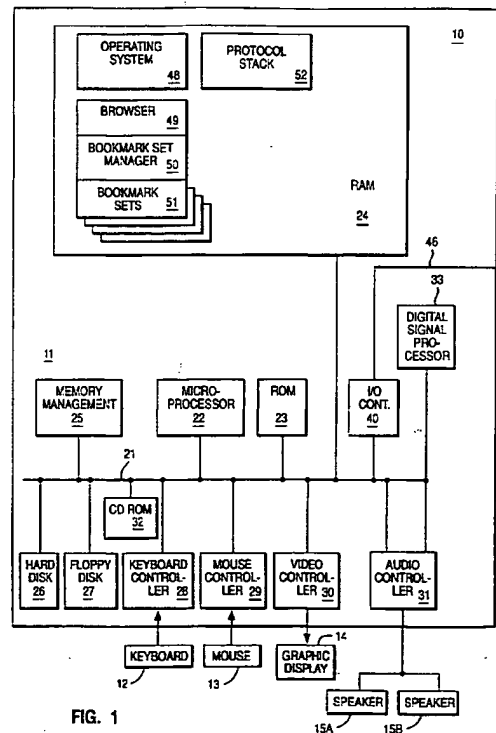 10
OPERATING
SYSTEM
48
PROTOCOL
STACK
52
BROWSER
49
BOOKMARK SET
MANAGER
50
BOOKMARK
SETS
51
RAM
24
46
33
DIGITAL
SIGNAL PRO-
CESSOR
11
MEMORY
MANAGEMENT
25
MICRO-
PROCESSOR
22
ROM
23
I/O
CONT.
40
21
CD ROM
32
HARD
DISK
26
FLOPPY
DISK
27
KEYBOARD
CONTROL-
LER 28
MOUSE
CONTROL-
LER 29
VIDEO
CONTROL-
LER 30
AUDIO
CONTROL-
LER
31
KEYBOARD
12
MOUSE
13
14
GRAPHIC
DISPLAY
SPEAKER
15A
SPEAKER
15B
FIG. 1